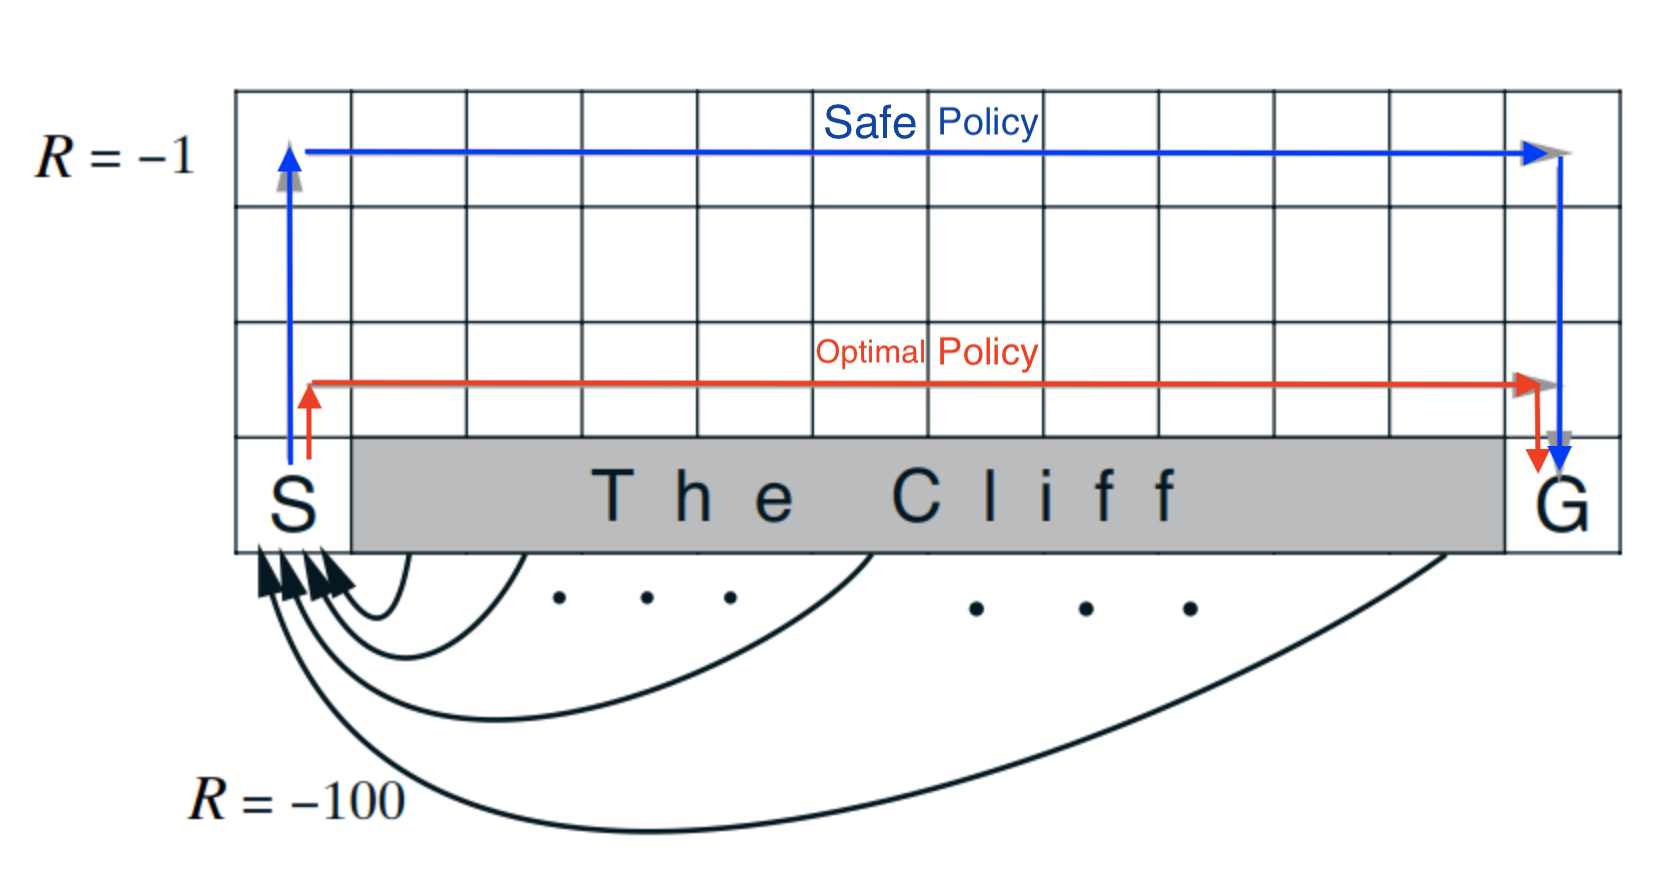 Safe Policy
R = −1
Optimal Policy
S The Cliff G
R = −100